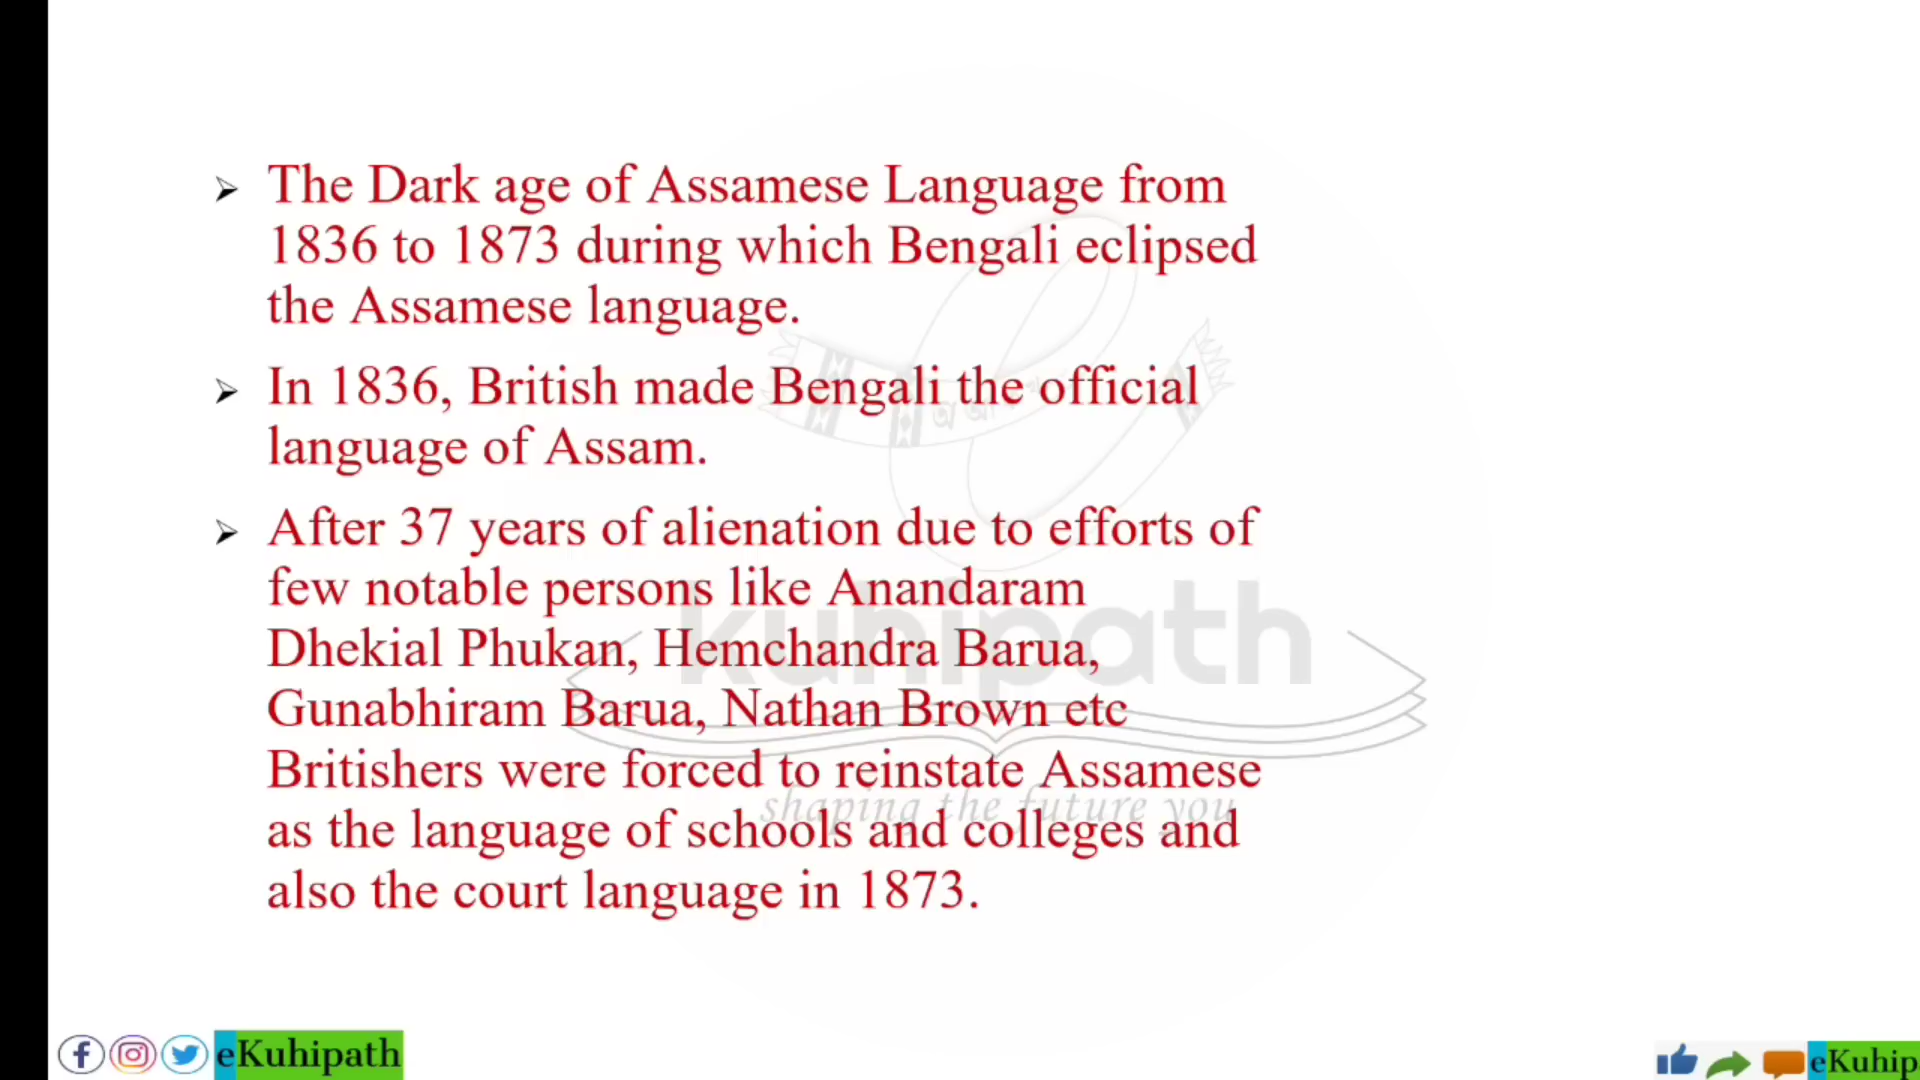 The Dark age of Assamese Language from
1836 to 1873 during which Bengali eclipsed
the Assamese language.
In 1836, British made Bengali the official
language of Assam.
After 37 years of alienation due to efforts of
few notable persons like Anandaram
Dhekial Phukan, Hemchandra Barua,
Gunabhiram Barua, Nathan Brown etc
Britishers were forced to reinstate Assamese
as the language of schools and colleges and
also the court language in 1873.
kuhipath
shaping the future you
eKuhipath
eKuhip